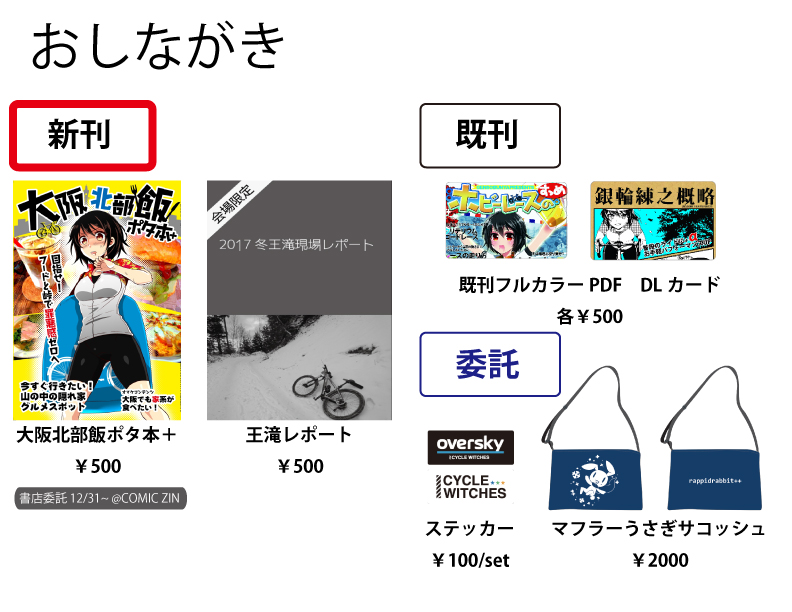 おしながき
新刊
大阪北部飯
ポタ本+
目指せ!
フードと峠で罪悪感ゼロへ
今すぐ行きたい!
山の中の隠れ家
グルメスポット
大阪でも家系が
食べたい!
大阪北部飯ポタ本＋
￥500
書店委託 12/31~ @COMIC ZIN
会場限定
2017 冬王滝現場レポート
王滝レポート
￥500
既刊
ホビーレースの
すゝめ
銀輪練之概略
既刊フルカラー PDF　DL カード
各￥500
委託
oversky
CYCLE WITCHES
CYCLE
WITCHES
ステッカー
￥100/set
rappidrabbit++
マフラーうさぎサコッシュ
￥2000